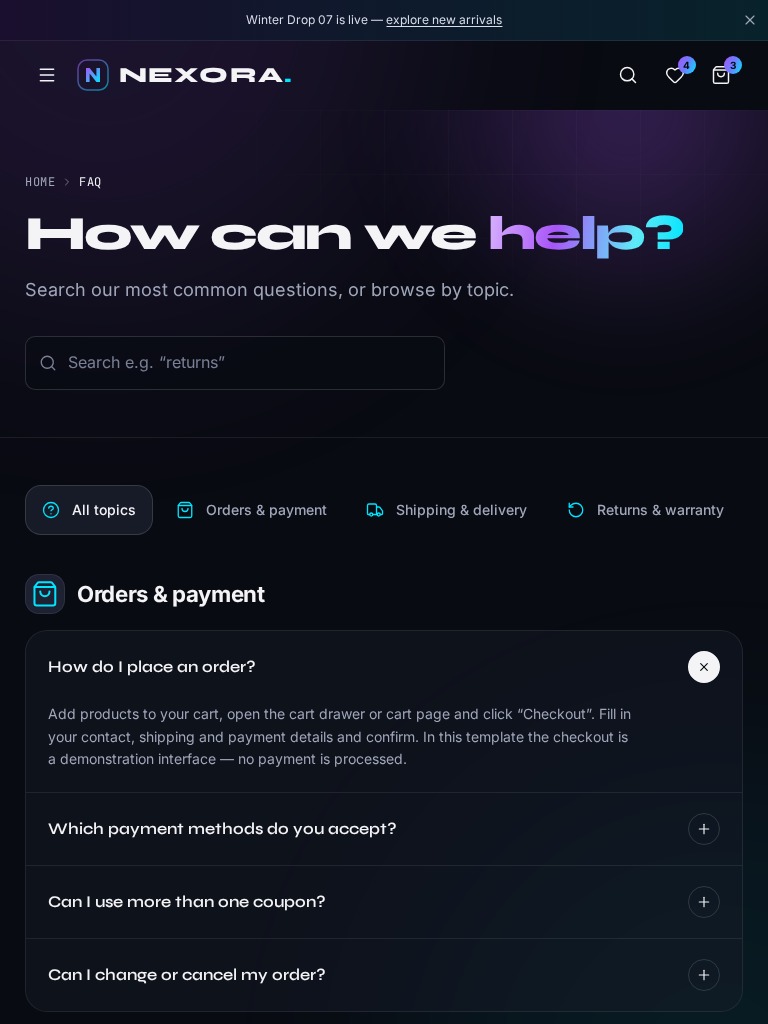 Winter Drop 07 is live — explore new arrivals
N NEXORA.
4
3
HOME > FAQ
How can we help?
Search our most common questions, or browse by topic.
Search e.g. “returns”
All topics
Orders & payment
Shipping & delivery
Returns & warranty
Orders & payment
How do I place an order?
Add products to your cart, open the cart drawer or cart page and click “Checkout”. Fill in
your contact, shipping and payment details and confirm. In this template the checkout is
a demonstration interface — no payment is processed.
Which payment methods do you accept?
Can I use more than one coupon?
Can I change or cancel my order?